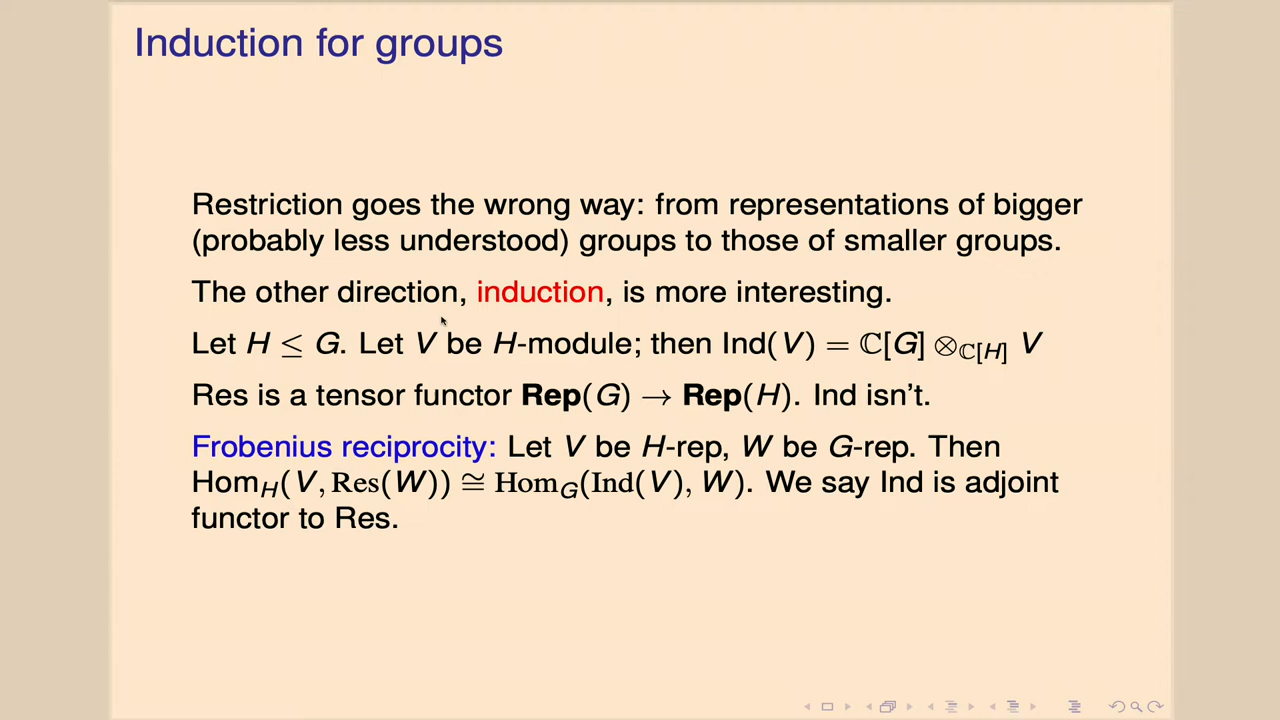 Induction for groups
Restriction goes the wrong way: from representations of bigger
(probably less understood) groups to those of smaller groups.
The other direction, induction, is more interesting.
Let H ≤ G. Let V be H-module; then Ind(V) = ℂ[G] ⊗_ℂ[H] V
Res is a tensor functor Rep(G) → Rep(H). Ind isn't.
Frobenius reciprocity: Let V be H-rep, W be G-rep. Then
Hom_H(V, Res(W)) ≅ Hom_G(Ind(V), W). We say Ind is adjoint
functor to Res.